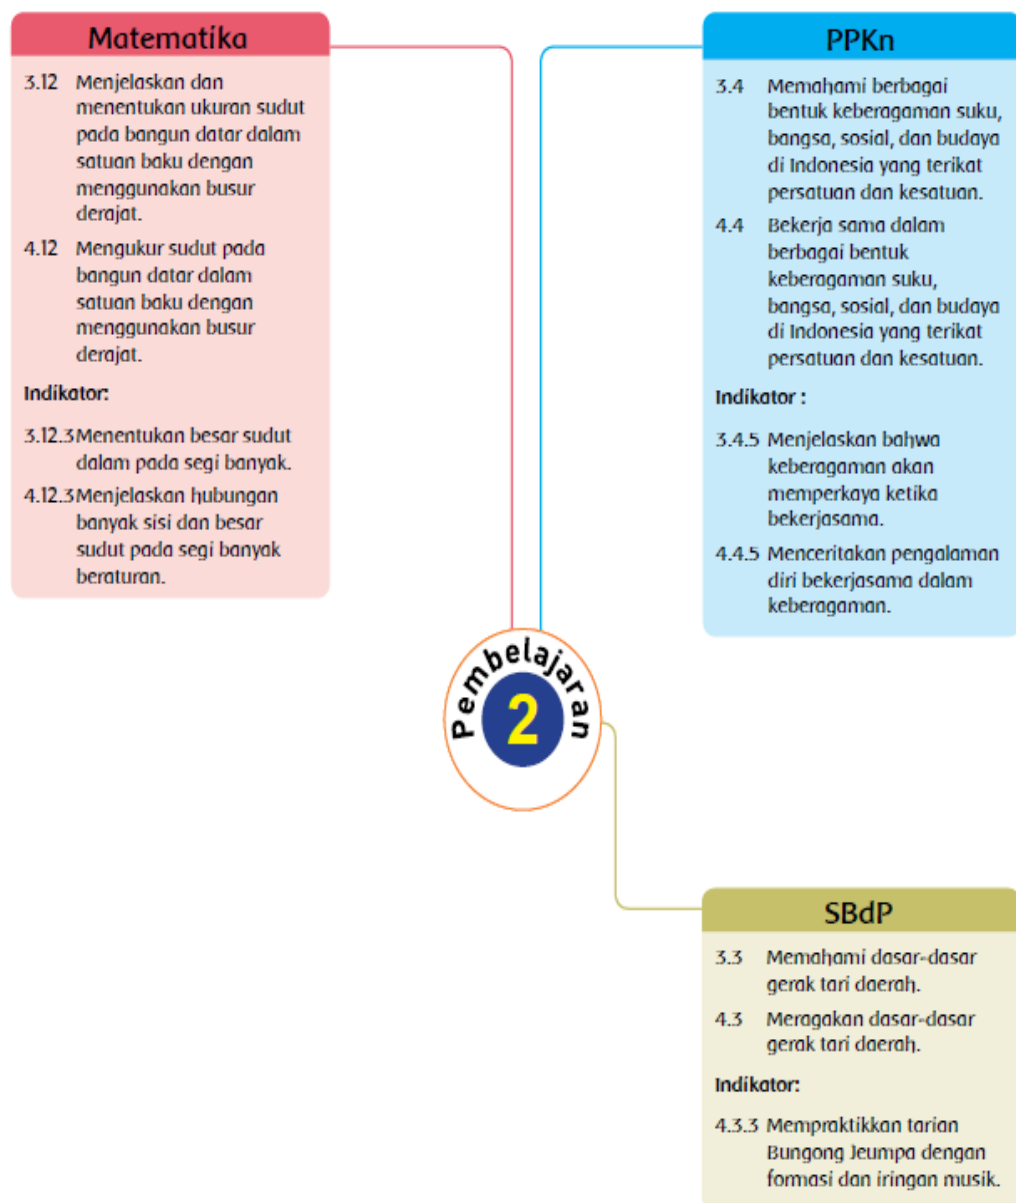 Matematika
3.12 Menjelaskan dan
menentukan ukuran sudut
pada bangun datar dalam
satuan baku dengan
menggunakan busur
derajat.
4.12 Mengukur sudut pada
bangun datar dalam
satuan baku dengan
menggunakan busur
derajat.
Indikator:
3.12.3Menentukan besar sudut
dalam pada segi banyak.
4.12.3Menjelaskan hubungan
banyak sisi dan besar
sudut pada segi banyak
beraturan.
PPKn
3.4 Memahami berbagai
bentuk keberagaman suku,
bangsa, sosial, dan budaya
di Indonesia yang terikat
persatuan dan kesatuan.
4.4 Bekerja sama dalam
berbagai bentuk
keberagaman suku,
bangsa, sosial, dan budaya
di Indonesia yang terikat
persatuan dan kesatuan.
Indikator :
3.4.5 Menjelaskan bahwa
keberagaman akan
memperkaya ketika
bekerjasama.
4.4.5 Menceritakan pengalaman
diri bekerjasama dalam
keberagaman.
Pembelajaran
2
SBdP
3.3 Memahami dasar-dasar
gerak tari daerah.
4.3 Meragakan dasar-dasar
gerak tari daerah.
Indikator:
4.3.3 Mempraktikkan tarian
Bungong Jeumpa dengan
formasi dan iringan musik.